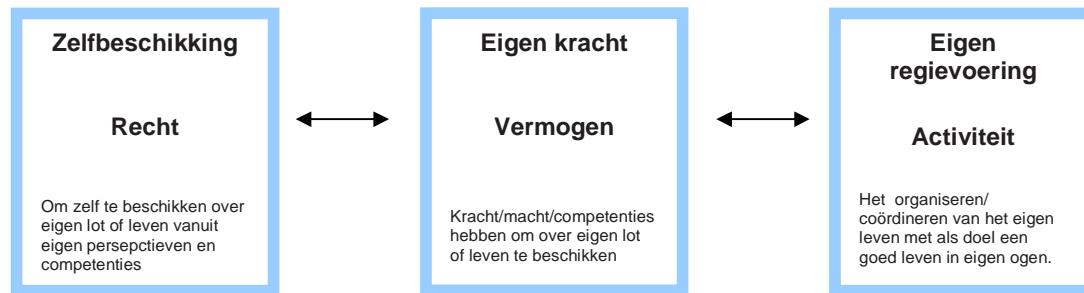 Zelfbeschikking
Recht
Om zelf te beschikken over
eigen lot of leven vanuit
eigen persepctieven en
competenties
Eigen kracht
Vermogen
Kracht/macht/competenties
hebben om over eigen lot
of leven te beschikken
Eigen
regievoering
Activiteit
Het organiseren/
coördineren van het eigen
leven met als doel een
goed leven in eigen ogen.